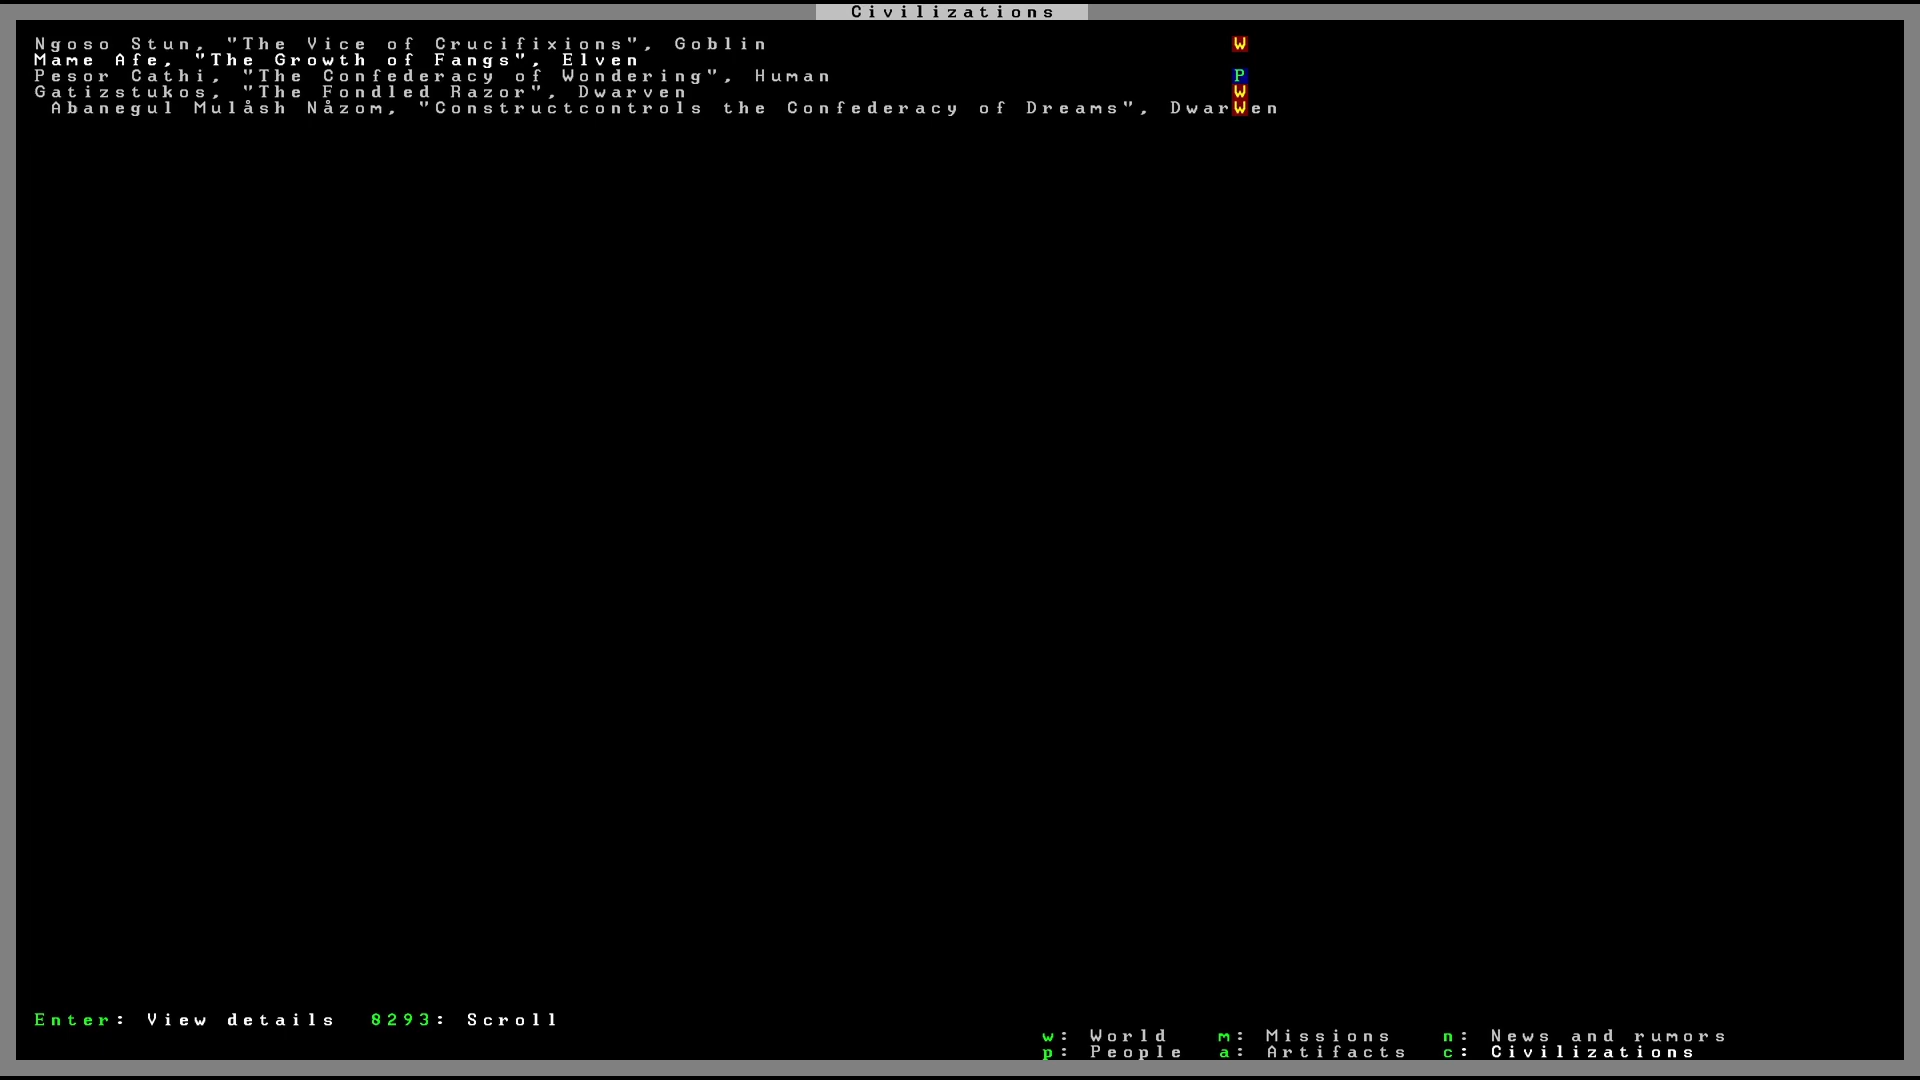 Civilizations
Ngoso Stun, "The Vice of Crucifixions", Goblin W
Mame Afe, "The Growth of Fangs", Elven
Pesor Cathi, "The Confederacy of Wondering", Human P
Gatizstukos, "The Fondled Razor", Dwarven W
Abanegul Mulåsh Nåzom, "Constructcontrols the Confederacy of Dreams", DwarWen
Enter: View details 8293: Scroll
w: World m: Missions n: News and rumors
p: People a: Artifacts c: Civilizations